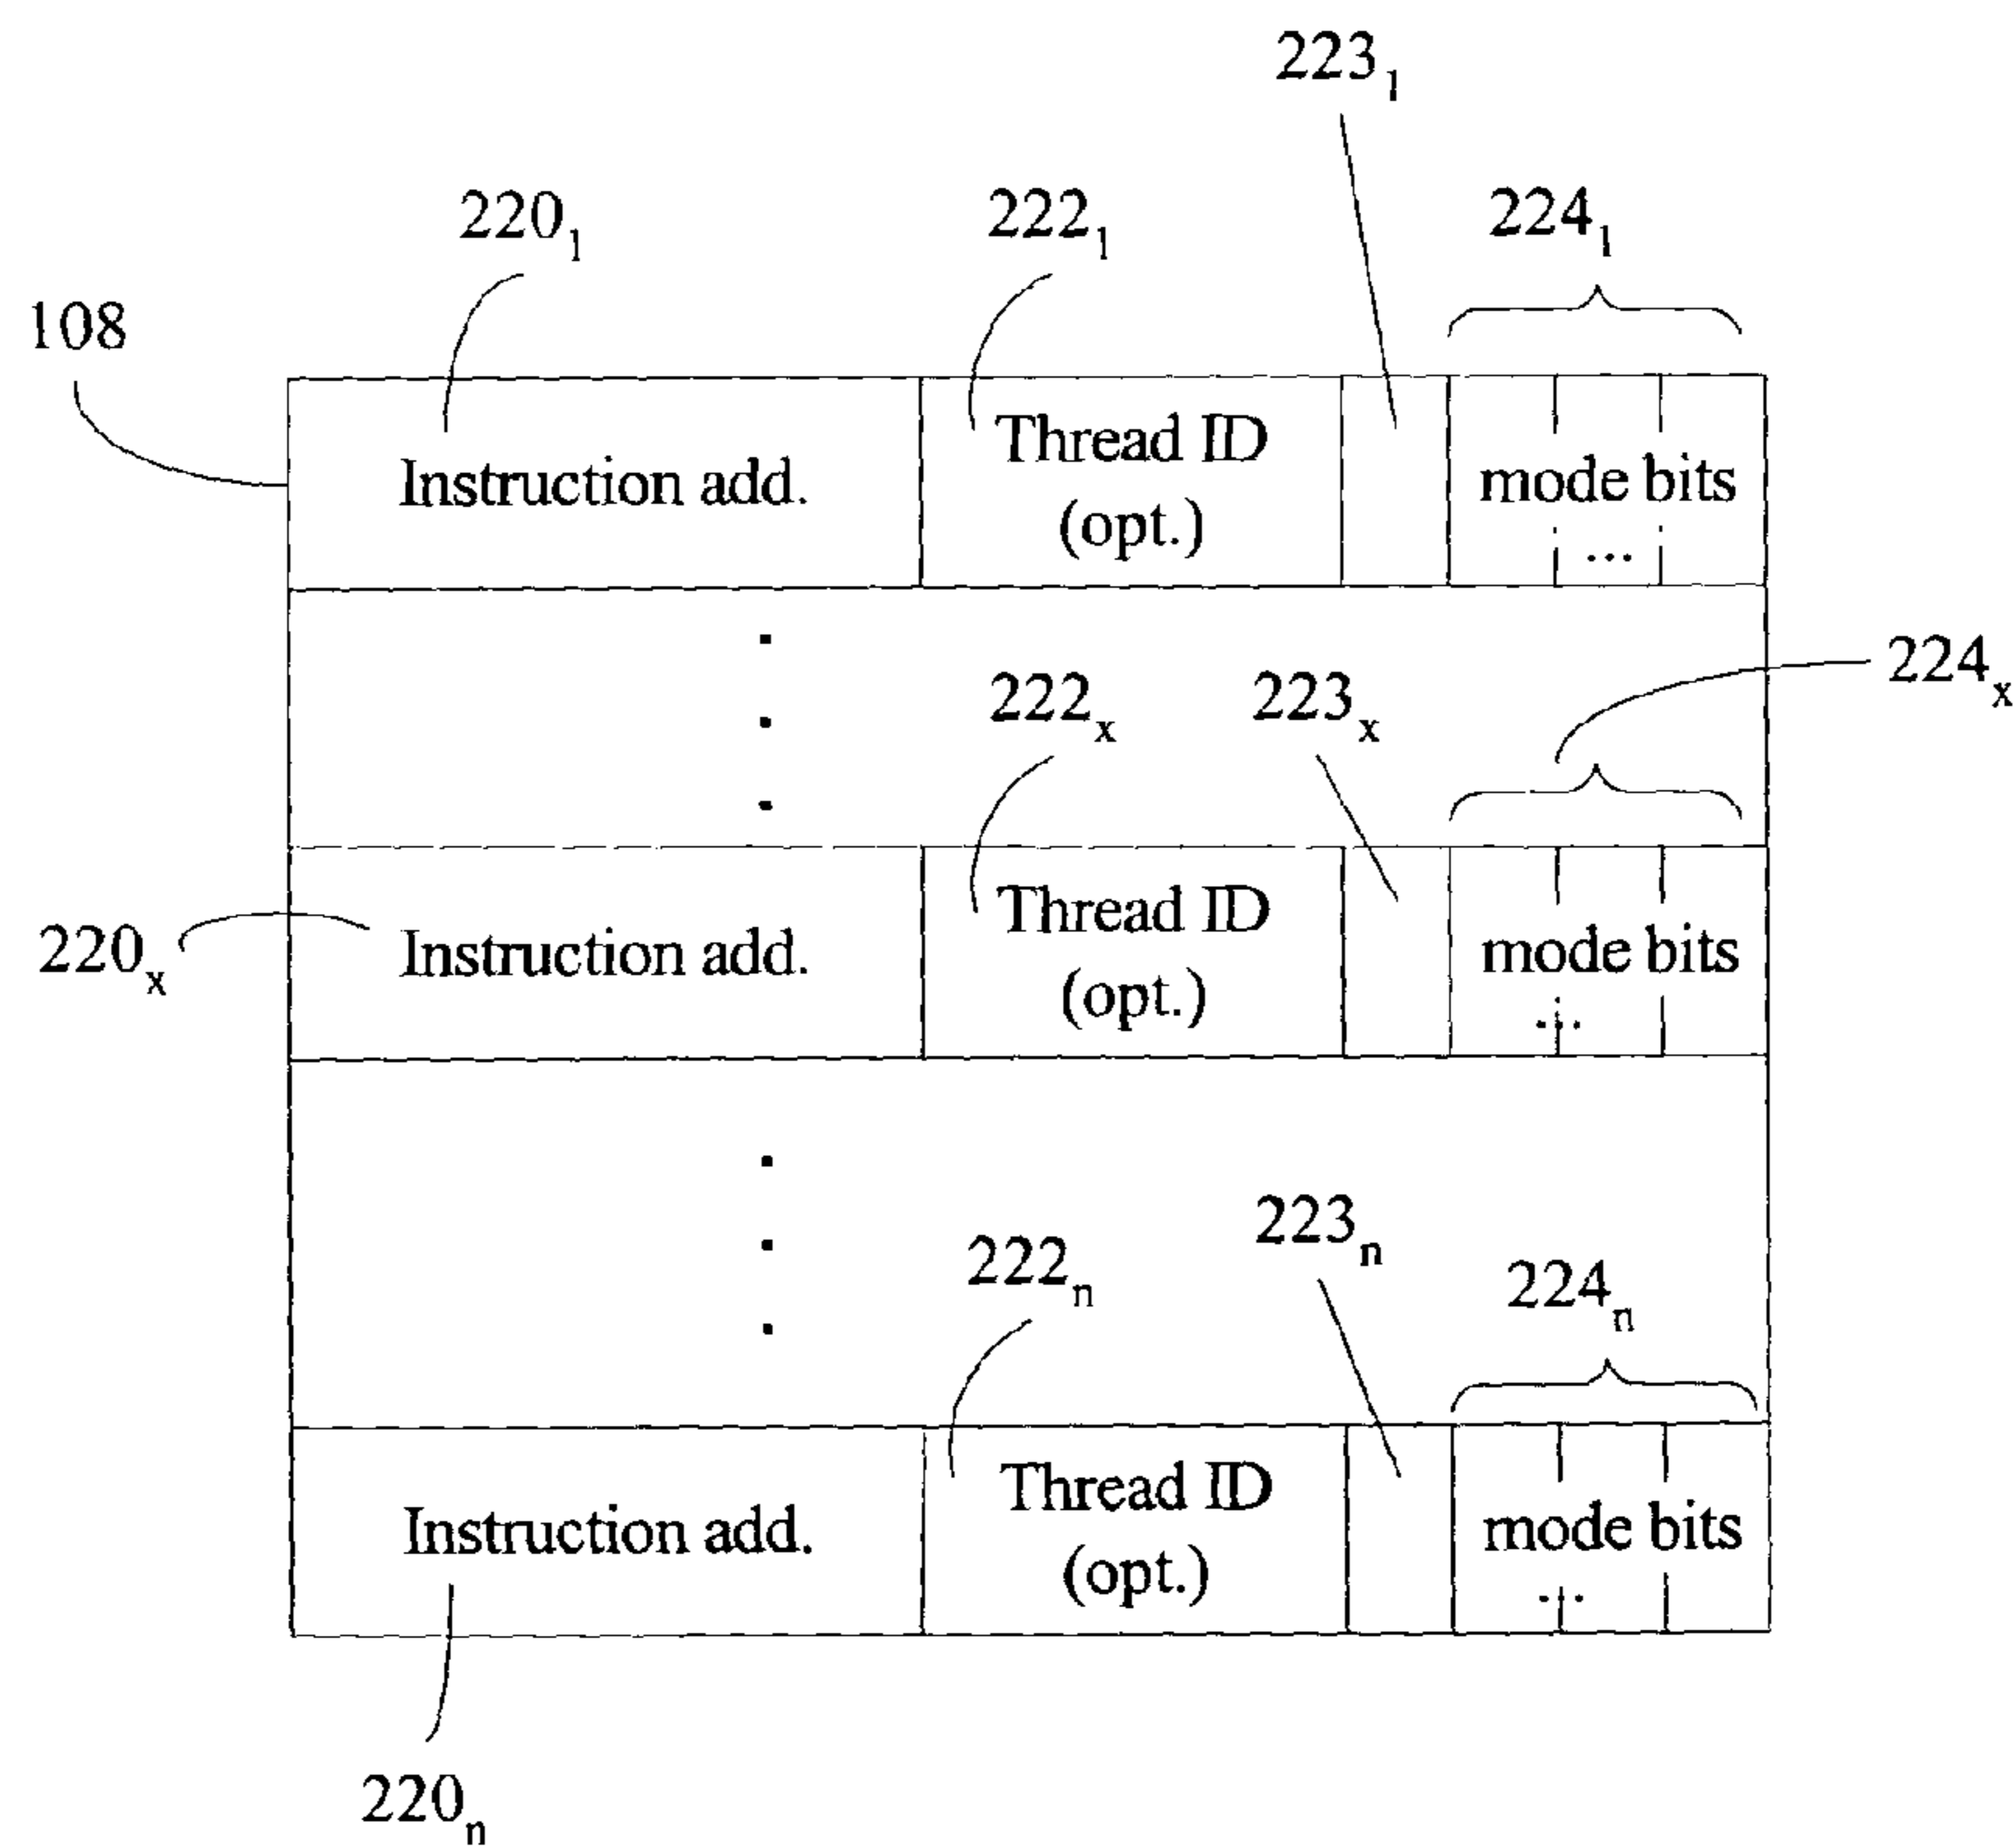 223₁
220₁ 222₁ 224₁
108
Instruction add. Thread ID (opt.) mode bits ...
.
.
.
222ₓ 223ₓ 224ₓ
220ₓ
Instruction add. Thread ID (opt.) mode bits ...
.
.
.
222ₙ 223ₙ 224ₙ
Instruction add. Thread ID (opt.) mode bits ...
220ₙ